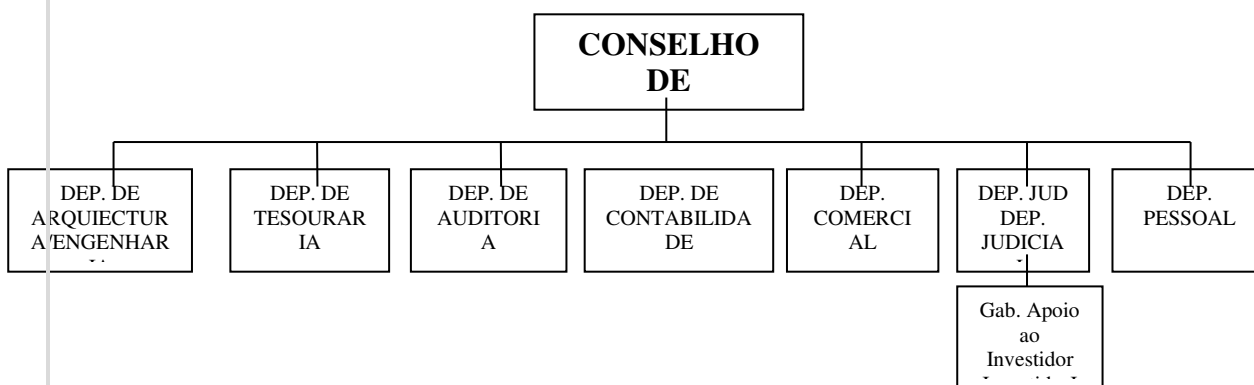 CONSELHO
DE
DEP. DE
ARQUIECTUR
A/ENGENHAR
DEP. DE
TESOURAR
IA
DEP. DE
AUDITORI
A
DEP. DE
CONTABILIDA
DE
DEP.
COMERCI
AL
DEP. JUD
DEP.
JUDICIA
DEP.
PESSOAL
Gab. Apoio
ao
Investidor